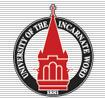 UNIVERSITY OF THE
INCARNATE WORD
1881